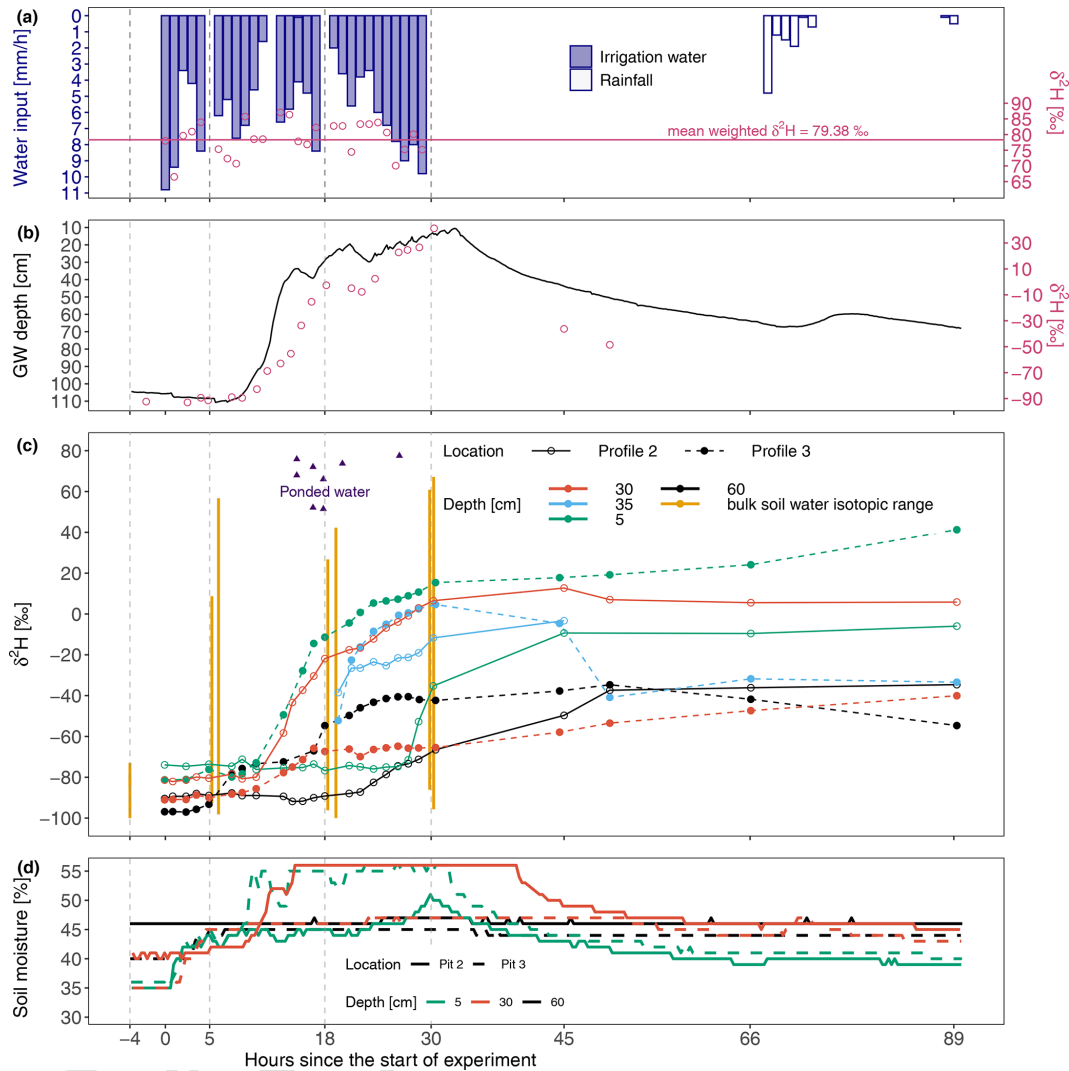 (a)
Water input [mm/h]
0
1
2
3
4
5
6
7
8
9
10
11
Irrigation water
Rainfall
mean weighted δ²H = 79.38 ‰
90
85
80
75
70
65
δ²H [‰]
(b)
GW depth [cm]
10
20
30
40
50
60
70
80
90
100
110
30
10
−10
−30
−50
−70
−90
δ²H [‰]
(c)
δ²H [‰]
80
60
40
20
0
−20
−40
−60
−80
−100
Location Profile 2 Profile 3
Ponded water
Depth [cm] 30 60
35 bulk soil water isotopic range
5
(d)
Soil moisture [%]
55
50
45
40
35
30
Location Pit 2 Pit 3
Depth [cm] 5 30 60
−4 0 5 18 30 45 66 89
Hours since the start of experiment